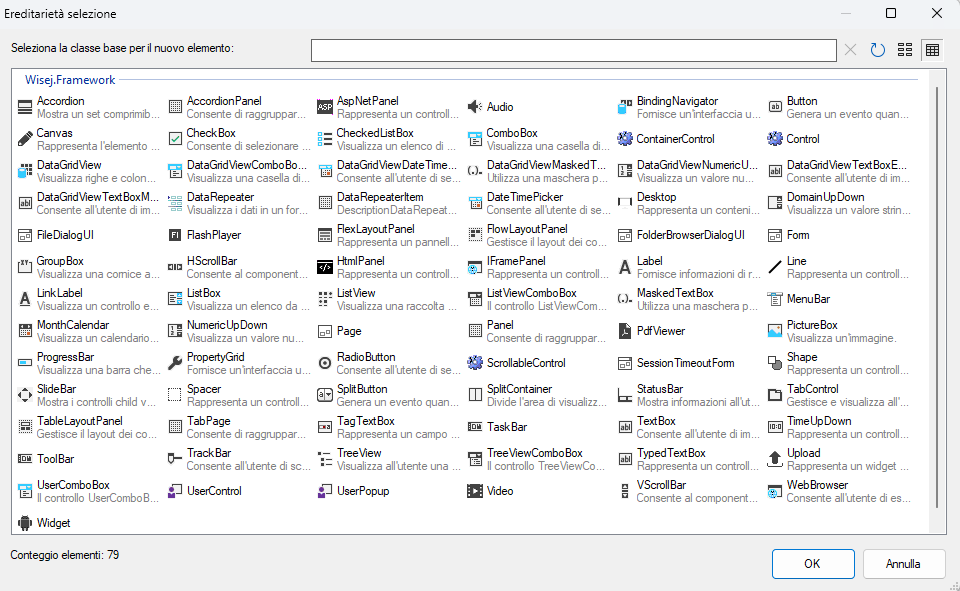 Ereditarietà selezione
Seleziona la classe base per il nuovo elemento:
Wisej.Framework
Accordion
Mostra un set comprimib...
AccordionPanel
Consente di raggruppar...
AspNetPanel
Rappresenta un controll...
Audio
BindingNavigator
Fornisce un'interfaccia u...
Button
Genera un evento quan...
Canvas
Rappresenta l'elemento ...
CheckBox
Consente di selezionare ...
CheckedListBox
Visualizza un elenco di ...
ComboBox
Visualizza una casella di...
ContainerControl
Control
DataGridView
Visualizza righe e colon...
DataGridViewComboBo...
Visualizza una casella di...
DataGridViewDateTime...
Consente all'utente di se...
DataGridViewMaskedT...
Utilizza una maschera p...
DataGridViewNumericU...
Visualizza un valore nu...
DataGridViewTextBoxE...
Consente all'utente di im...
DataGridViewTextBoxM...
Consente all'utente di im...
DataRepeater
Visualizza i dati in un for...
DataRepeaterItem
DescriptionDataRepeat...
DateTimePicker
Consente all'utente di se...
Desktop
Rappresenta un conteni...
DomainUpDown
Visualizza un valore strin...
FileDialogUI
FlashPlayer
FlexLayoutPanel
Rappresenta un pannell...
FlowLayoutPanel
Gestisce il layout dei co...
FolderBrowserDialogUI
Form
GroupBox
Visualizza una cornice a...
HScrollBar
Consente al component...
HtmlPanel
Rappresenta un controll...
IFramePanel
Rappresenta un controll...
Label
Fornisce informazioni di r...
Line
Rappresenta un controll...
LinkLabel
Visualizza un controllo e...
ListBox
Visualizza un elenco da ...
ListView
Visualizza una raccolta ...
ListViewComboBox
Il controllo ListViewCom...
MaskedTextBox
Utilizza una maschera p...
MenuBar
MonthCalendar
Visualizza un calendario...
NumericUpDown
Visualizza un valore nu...
Page
Panel
Consente di raggruppar...
PdfViewer
PictureBox
Visualizza un'immagine.
ProgressBar
Visualizza una barra che...
PropertyGrid
Fornisce un'interfaccia u...
RadioButton
Consente all'utente di se...
ScrollableControl
SessionTimeoutForm
Shape
Rappresenta un controll...
SlideBar
Mostra i controlli child v...
Spacer
Rappresenta un controll...
SplitButton
Genera un evento quan...
SplitContainer
Divide l'area di visualizz...
StatusBar
Mostra informazioni all'ut...
TabControl
Gestisce e visualizza all'...
TableLayoutPanel
Gestisce il layout dei co...
TabPage
Consente di raggruppar...
TagTextBox
Rappresenta un campo ...
TaskBar
TextBox
Consente all'utente di im...
TimeUpDown
Rappresenta un controll...
ToolBar
TrackBar
Consente all'utente di sc...
TreeView
Visualizza all'utente una ...
TreeViewComboBox
Il controllo TreeViewCo...
TypedTextBox
Rappresenta un controll...
Upload
Rappresenta un widget ...
UserComboBox
Il controllo UserComboB...
UserControl
UserPopup
Video
VScrollBar
Consente al component...
WebBrowser
Consente all'utente di es...
Widget
Conteggio elementi: 79
OK
Annulla